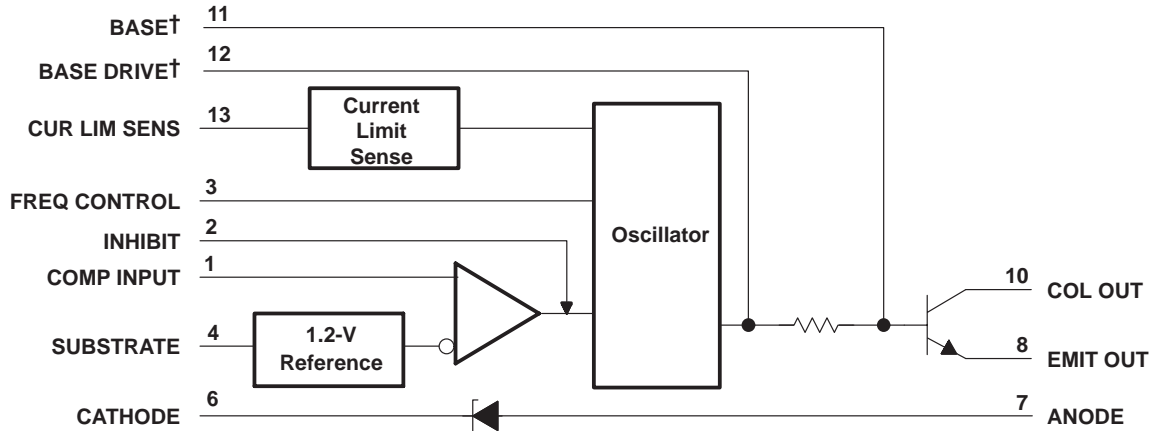 BASE† 11
BASE DRIVE† 12
CUR LIM SENS 13
Current
Limit
Sense
FREQ CONTROL 3
INHIBIT 2
COMP INPUT 1
Oscillator
SUBSTRATE 4
1.2-V
Reference
10 COL OUT
8 EMIT OUT
CATHODE 6
7 ANODE